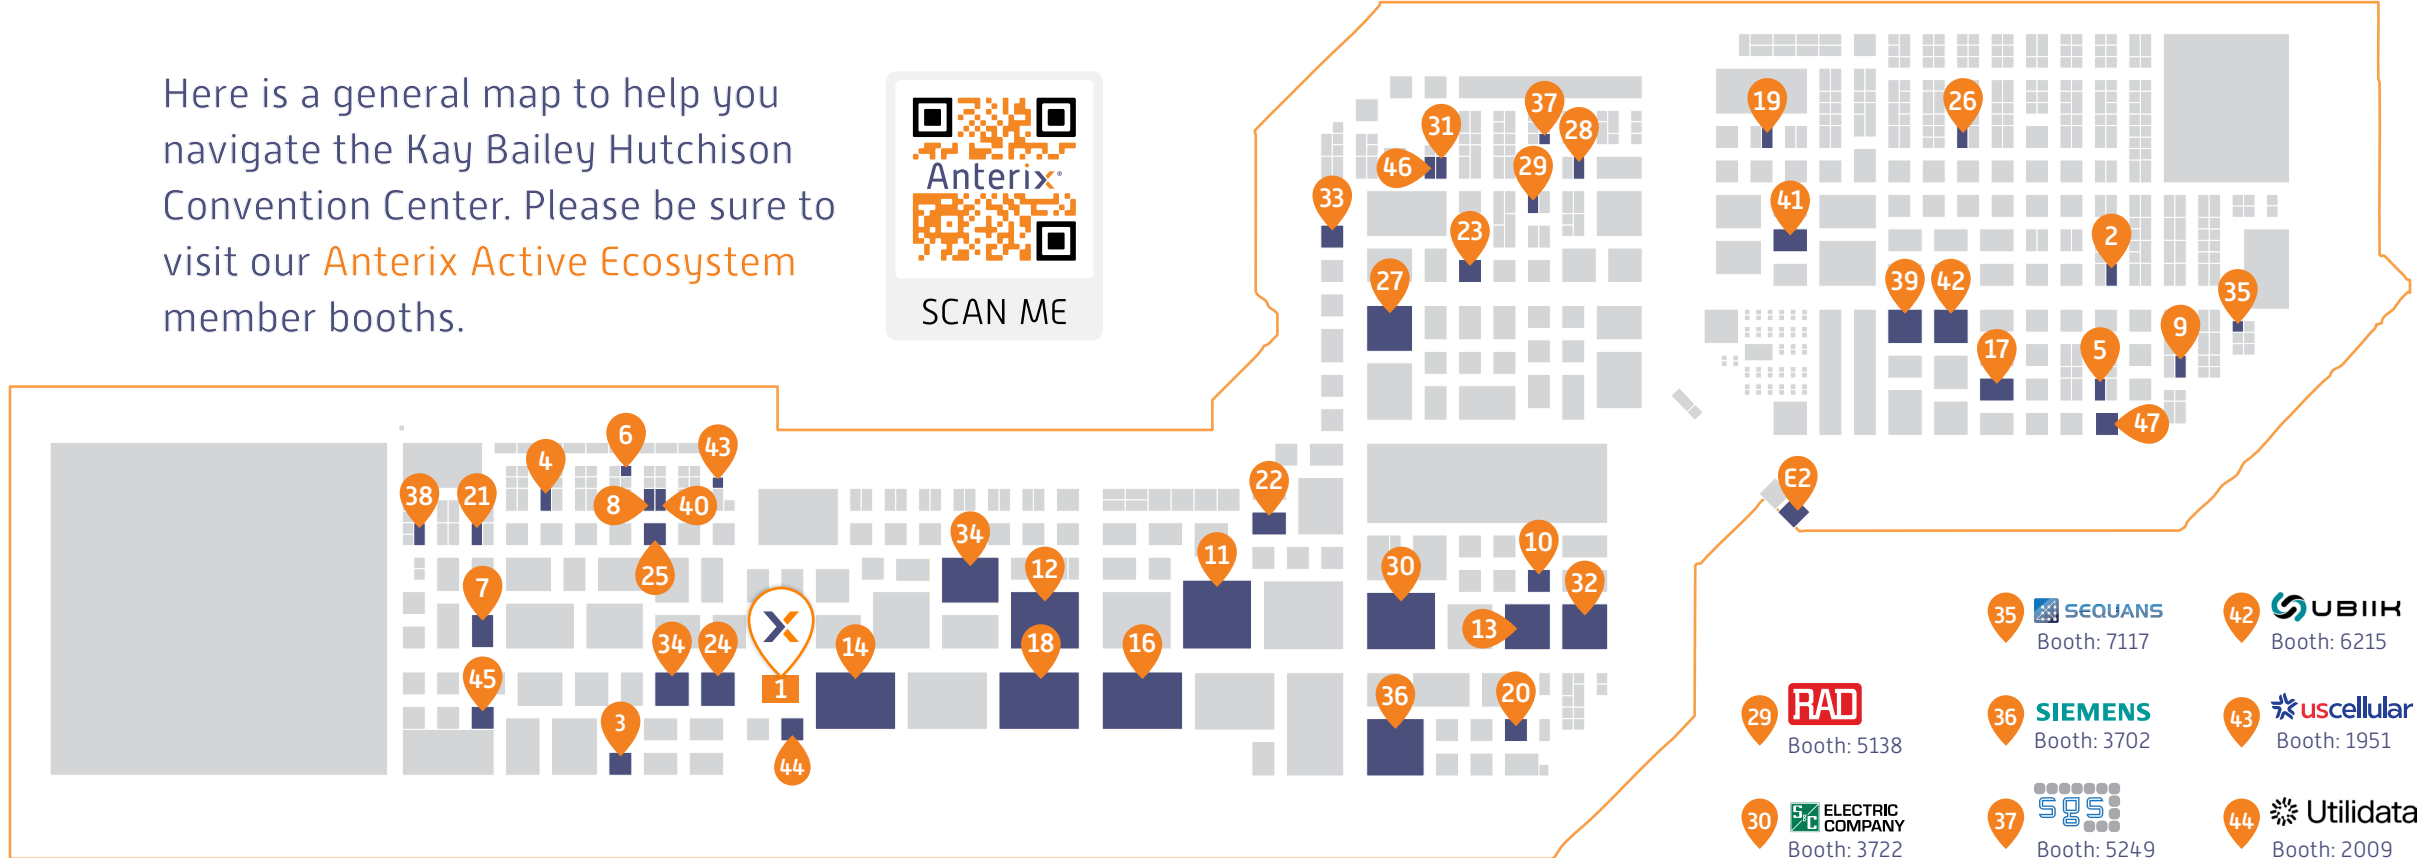 Here is a general map to help you
navigate the Kay Bailey Hutchison
Convention Center. Please be sure to
visit our Anterix Active Ecosystem
member booths.
Anterix
SCAN ME
37
19
26
31
28
46
29
33
41
23
2
27
39
42
35
9
17
5
47
6
43
4
E2
22
38
21
8
40
34
10
11
12
30
25
7
32
13
34
24
14
18
16
1
45
36
20
3
44
35 SEQUANS
Booth: 7117
42 UBIIK
Booth: 6215
29 RAD
Booth: 5138
36 SIEMENS
Booth: 3702
43 uscellular
Booth: 1951
30 S&C ELECTRIC
COMPANY
Booth: 3722
37 sgs
Booth: 5249
44 Utilidata
Booth: 2009